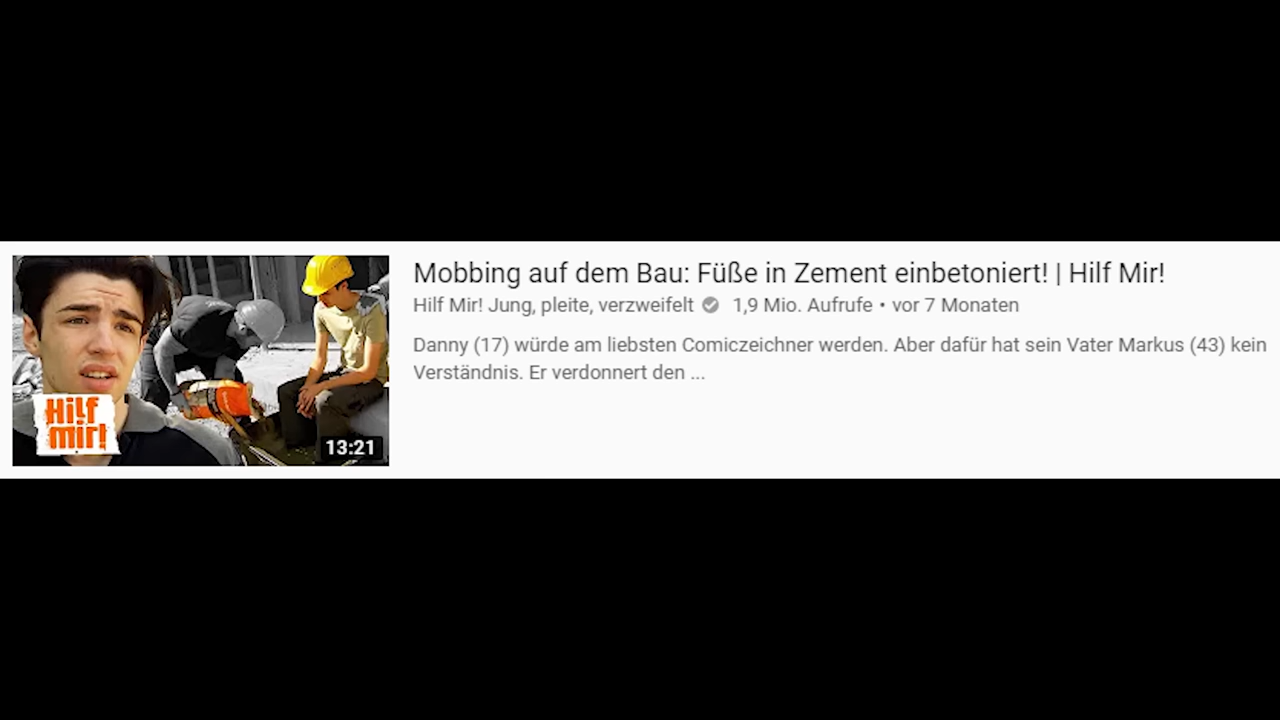 Mobbing auf dem Bau: Füße in Zement einbetoniert! | Hilf Mir!
Hilf Mir! Jung, pleite, verzweifelt 1,9 Mio. Aufrufe • vor 7 Monaten
Danny (17) würde am liebsten Comiczeichner werden. Aber dafür hat sein Vater Markus (43) kein
Verständnis. Er verdonnert den ...
Hilf
mir!
13:21